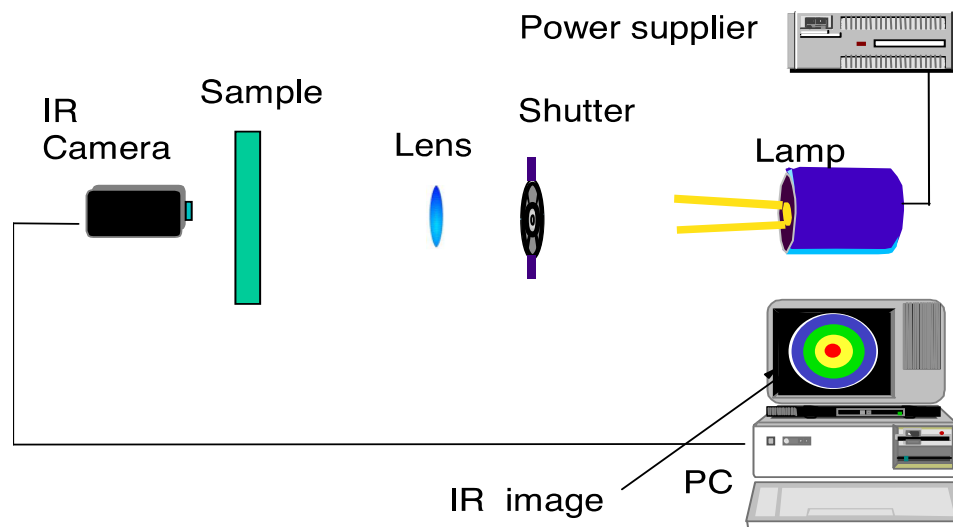 Power supplier
Sample
IR
Camera
Shutter
Lens
Lamp
PC
IR image